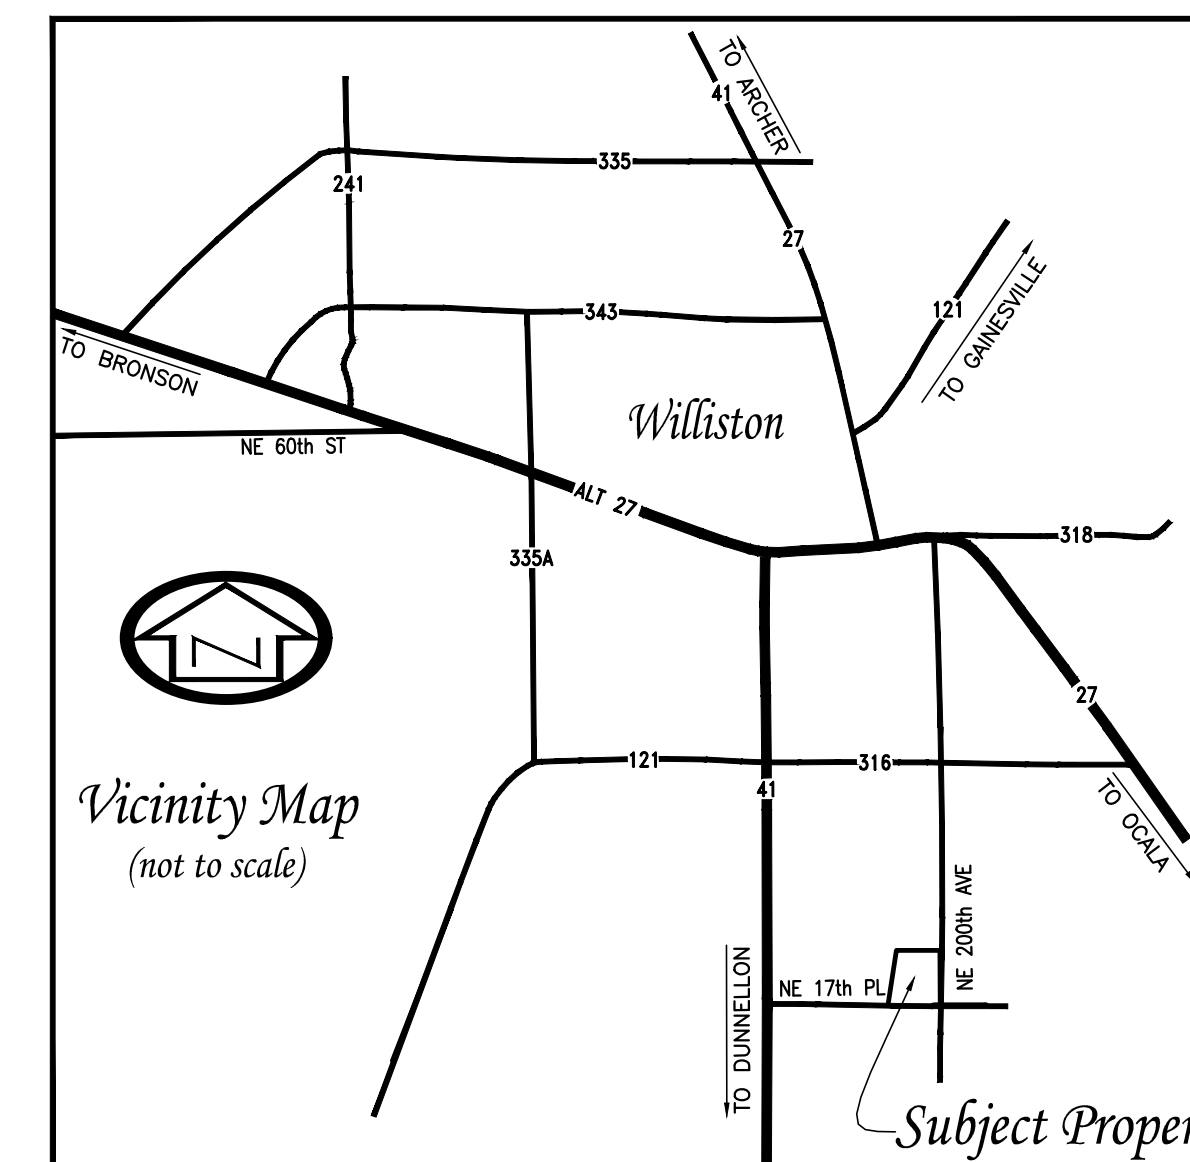 TO ARCHER
41
335
241
27
121
TO GAINESVILLE
343
TO BRONSON
Williston
NE 60th ST
ALT 27
318
335A
N
27
121
316
41
Vicinity Map
(not to scale)
TO OCALA
NE 200th AVE
TO DUNNELLON
NE 17th PL
Subject Proper